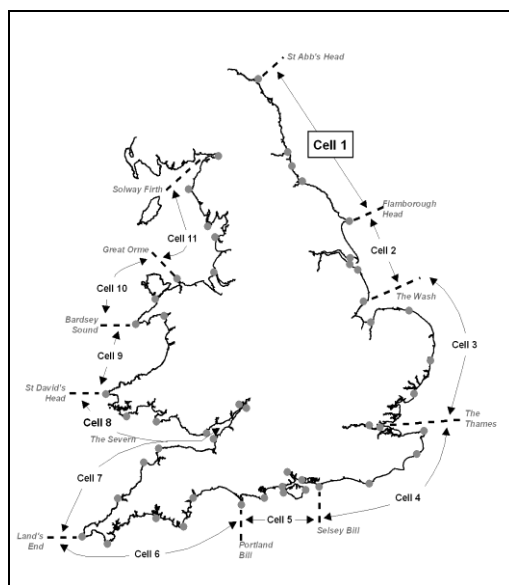 St Abb's Head
Cell 1
Solway Firth
Flamborough
Head
Great Orme
Cell 11
Cell 2
Cell 10
The Wash
Bardsey
Sound
Cell 3
Cell 9
St David's
Head
Cell 8
The
Thames
The Severn
Cell 7
Cell 4
Cell 5
Land's
End
Cell 6
Selsey Bill
Portland
Bill